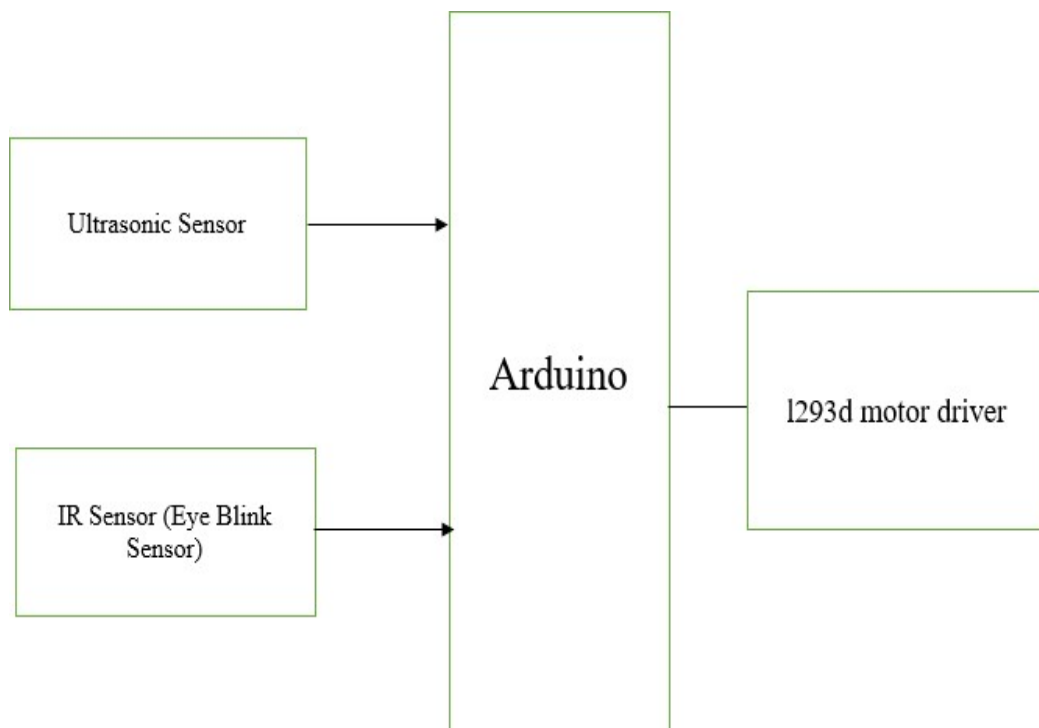 Ultrasonic Sensor
IR Sensor (Eye Blink
Sensor)
Arduino
l293d motor driver